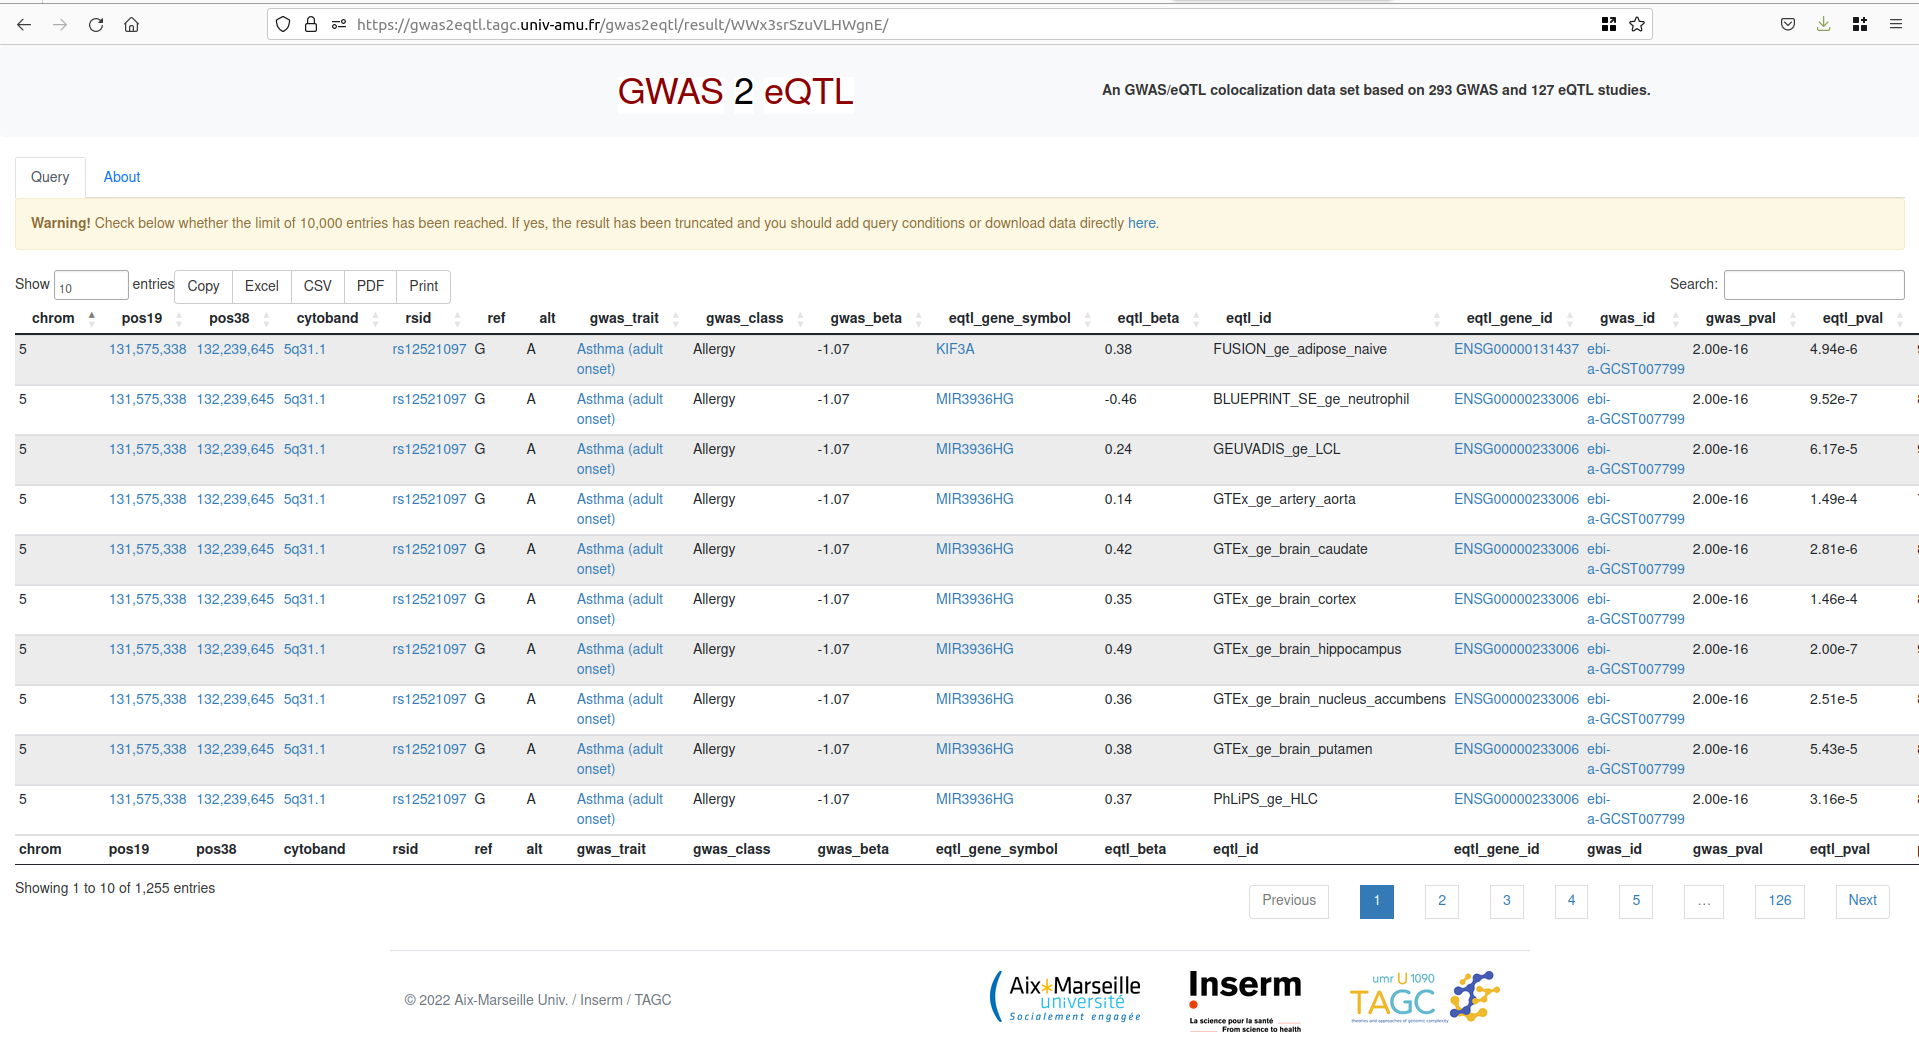 https://gwas2eqtl.tagc.univ-amu.fr/gwas2eqtl/result/WWx3srSzuVLHWgnE/
GWAS 2 eQTL
An GWAS/eQTL colocalization data set based on 293 GWAS and 127 eQTL studies.
Query About
Warning! Check below whether the limit of 10,000 entries has been reached. If yes, the result has been truncated and you should add query conditions or download data directly here.
Show 10 entries Copy Excel CSV PDF Print Search:
chrom pos19 pos38 cytoband rsid ref alt gwas_trait gwas_class gwas_beta eqtl_gene_symbol eqtl_beta eqtl_id eqtl_gene_id gwas_id gwas_pval eqtl_pval
5 131,575,338 132,239,645 5q31.1 rs12521097 G A Asthma (adult Allergy -1.07 KIF3A 0.38 FUSION_ge_adipose_naive ENSG00000131437 ebi- 2.00e-16 4.94e-6
onset) a-GCST007799
5 131,575,338 132,239,645 5q31.1 rs12521097 G A Asthma (adult Allergy -1.07 MIR3936HG -0.46 BLUEPRINT_SE_ge_neutrophil ENSG00000233006 ebi- 2.00e-16 9.52e-7
onset) a-GCST007799
5 131,575,338 132,239,645 5q31.1 rs12521097 G A Asthma (adult Allergy -1.07 MIR3936HG 0.24 GEUVADIS_ge_LCL ENSG00000233006 ebi- 2.00e-16 6.17e-5
onset) a-GCST007799
5 131,575,338 132,239,645 5q31.1 rs12521097 G A Asthma (adult Allergy -1.07 MIR3936HG 0.14 GTEx_ge_artery_aorta ENSG00000233006 ebi- 2.00e-16 1.49e-4
onset) a-GCST007799
5 131,575,338 132,239,645 5q31.1 rs12521097 G A Asthma (adult Allergy -1.07 MIR3936HG 0.42 GTEx_ge_brain_caudate ENSG00000233006 ebi- 2.00e-16 2.81e-6
onset) a-GCST007799
5 131,575,338 132,239,645 5q31.1 rs12521097 G A Asthma (adult Allergy -1.07 MIR3936HG 0.35 GTEx_ge_brain_cortex ENSG00000233006 ebi- 2.00e-16 1.46e-4
onset) a-GCST007799
5 131,575,338 132,239,645 5q31.1 rs12521097 G A Asthma (adult Allergy -1.07 MIR3936HG 0.49 GTEx_ge_brain_hippocampus ENSG00000233006 ebi- 2.00e-16 2.00e-7
onset) a-GCST007799
5 131,575,338 132,239,645 5q31.1 rs12521097 G A Asthma (adult Allergy -1.07 MIR3936HG 0.36 GTEx_ge_brain_nucleus_accumbens ENSG00000233006 ebi- 2.00e-16 2.51e-5
onset) a-GCST007799
5 131,575,338 132,239,645 5q31.1 rs12521097 G A Asthma (adult Allergy -1.07 MIR3936HG 0.38 GTEx_ge_brain_putamen ENSG00000233006 ebi- 2.00e-16 5.43e-5
onset) a-GCST007799
5 131,575,338 132,239,645 5q31.1 rs12521097 G A Asthma (adult Allergy -1.07 MIR3936HG 0.37 PhLiPS_ge_HLC ENSG00000233006 ebi- 2.00e-16 3.16e-5
onset) a-GCST007799
chrom pos19 pos38 cytoband rsid ref alt gwas_trait gwas_class gwas_beta eqtl_gene_symbol eqtl_beta eqtl_id eqtl_gene_id gwas_id gwas_pval eqtl_pval
Showing 1 to 10 of 1,255 entries
Previous 1 2 3 4 5 … 126 Next
© 2022 Aix-Marseille Univ. / Inserm / TAGC
Aix*Marseille
université
Socialement engagée
Inserm
La science pour la santé
From science to health
umr U 1090
TAGC
theories and approaches of genomic complexity